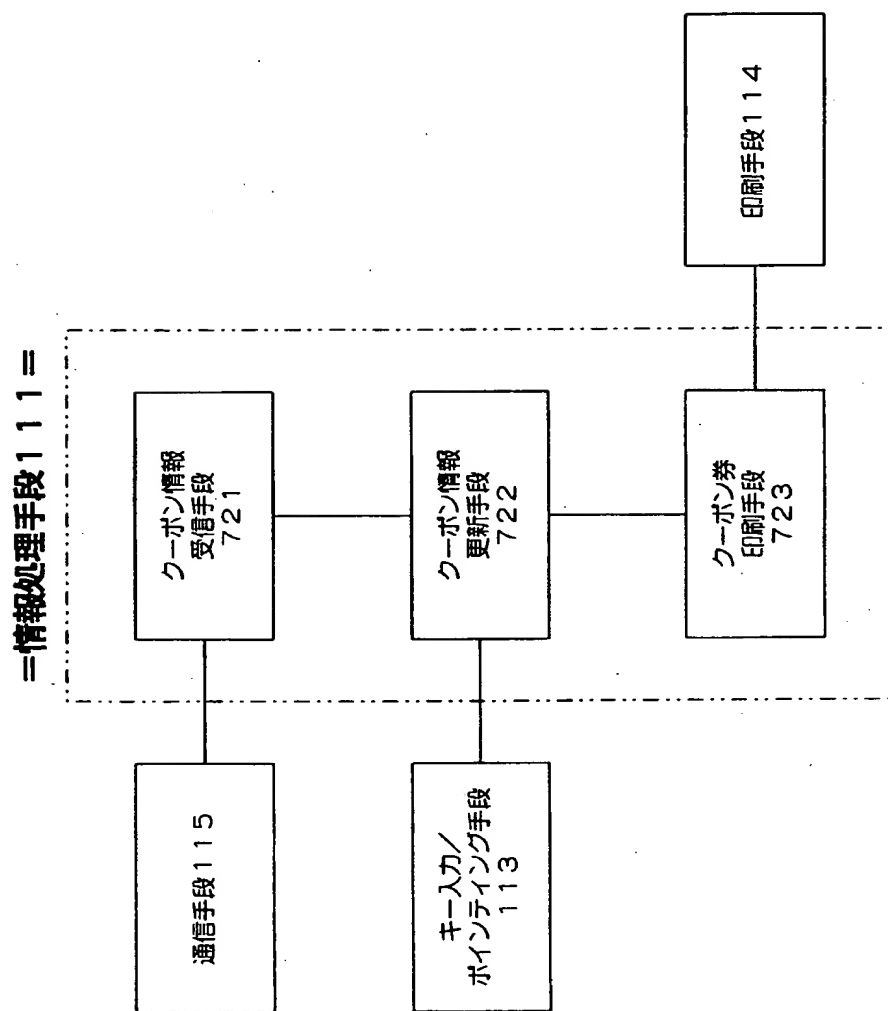 =情報処理手段111=
通信手段115
クーポン情報
受信手段
721
キー入力／
ポインティング手段
113
クーポン情報
更新手段
722
クーポン券
印刷手段
723
印刷手段114